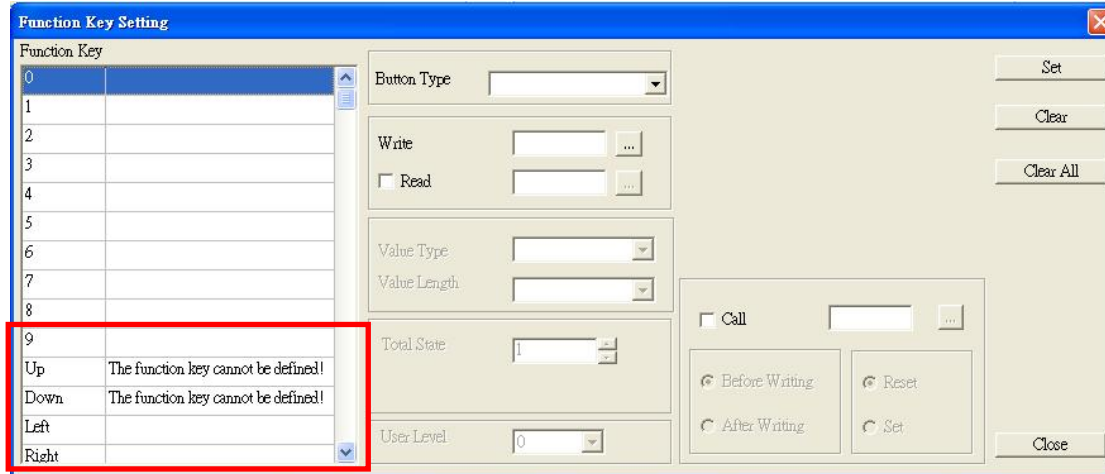 Function Key Setting
Function Key
0
1
2
3
4
5
6
7
8
9
Up The function key cannot be defined!
Down The function key cannot be defined!
Left
Right
Button Type
Write ...
Read ...
Value Type
Value Length
Total State 1
User Level 0
Call ...
Before Writing
After Writing
Reset
Set
Set
Clear
Clear All
Close